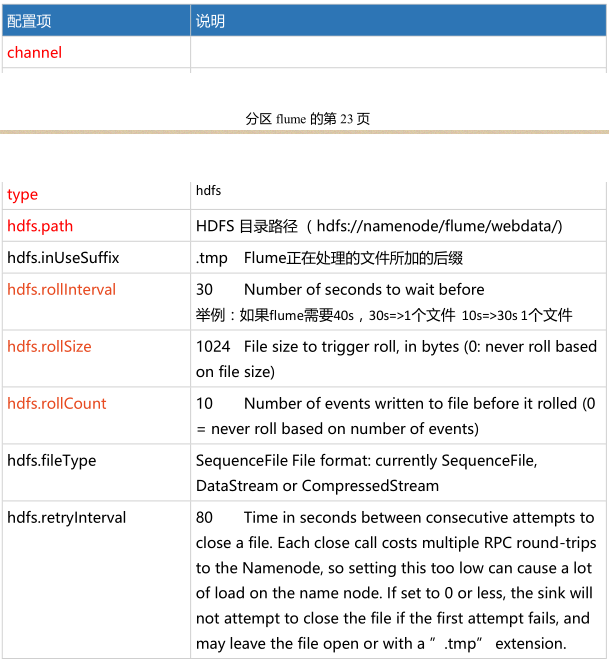 配置项 说明
channel
分区 flume 的第 23 页
type hdfs
hdfs.path HDFS 目录路径 （ hdfs://namenode/flume/webdata/)
hdfs.inUseSuffix .tmp Flume正在处理的文件所加的后缀
hdfs.rollInterval 30 Number of seconds to wait before
举例：如果flume需要40s，30s=>1个文件 10s=>30s 1个文件
hdfs.rollSize 1024 File size to trigger roll, in bytes (0: never roll based
on file size)
hdfs.rollCount 10 Number of events written to file before it rolled (0
= never roll based on number of events)
hdfs.fileType SequenceFile File format: currently SequenceFile,
DataStream or CompressedStream
hdfs.retryInterval 80 Time in seconds between consecutive attempts to
close a file. Each close call costs multiple RPC round-trips
to the Namenode, so setting this too low can cause a lot
of load on the name node. If set to 0 or less, the sink will
not attempt to close the file if the first attempt fails, and
may leave the file open or with a ”.tmp” extension.